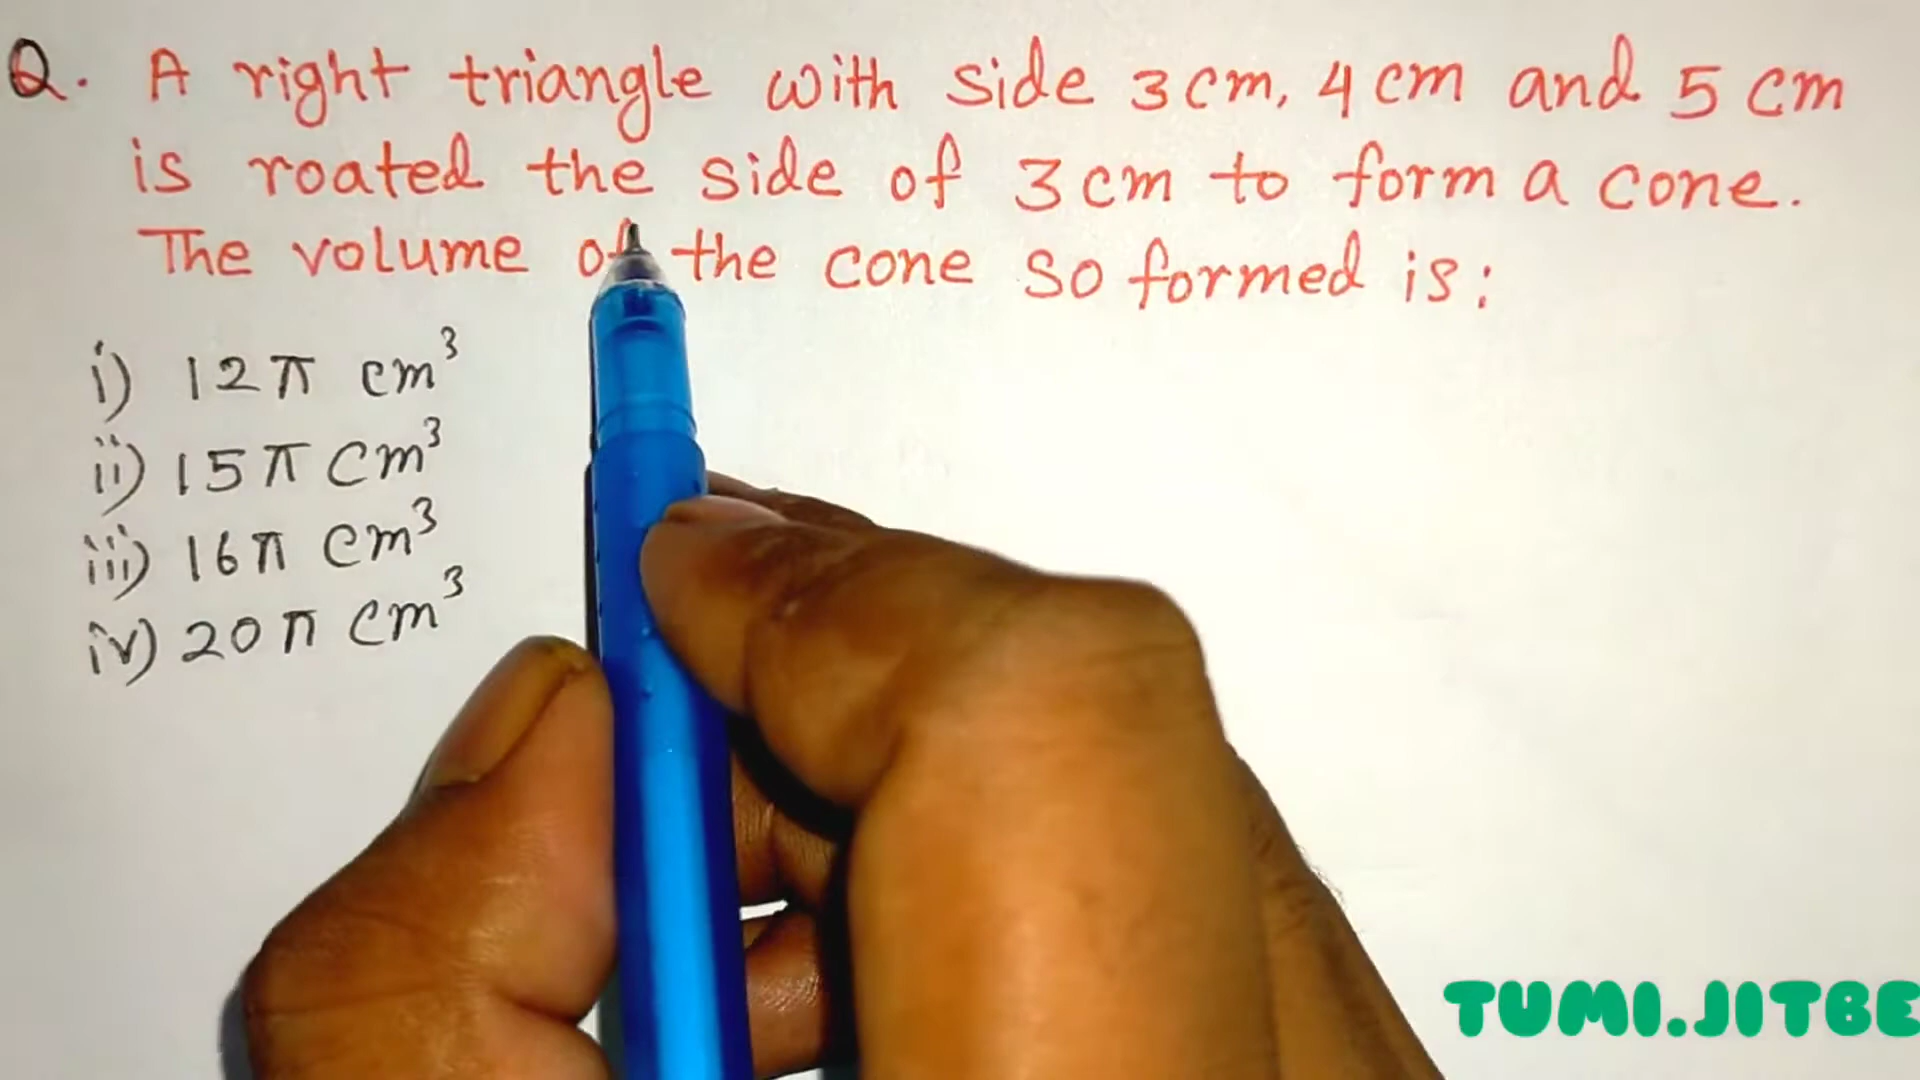 Q. A right triangle with side 3cm, 4cm and 5cm
is roated the side of 3cm to form a cone.
The volume of the cone so formed is:
i) 12π cm³
ii) 15π cm³
iii) 16π cm³
iv) 20π cm³
TUMI.JITBE